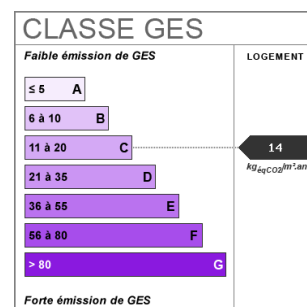 CLASSE GES
Faible émission de GES
LOGEMENT
≤ 5 A
6 à 10 B
11 à 20 C
14
kgéqCO2/m².an
21 à 35 D
36 à 55 E
56 à 80 F
> 80 G
Forte émission de GES